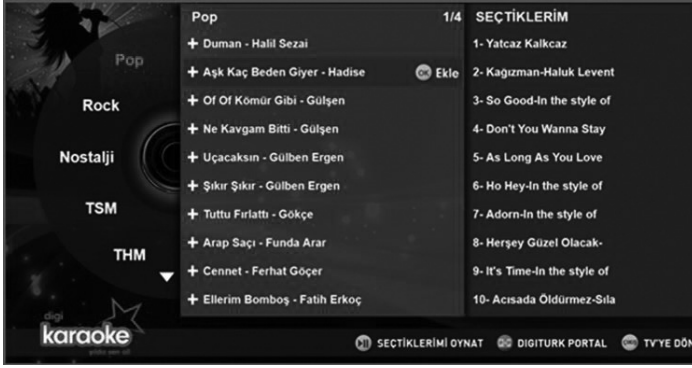 Pop
Rock
Nostalji
TSM
THM
Pop 1/4
+ Duman - Halil Sezai
+ Aşk Kaç Beden Giyer - Hadise OK Ekle
+ Of Of Kömür Gibi - Gülşen
+ Ne Kavgam Bitti - Gülşen
+ Uçacaksın - Gülben Ergen
+ Şıkır Şıkır - Gülben Ergen
+ Tuttu Fırlattı - Gökçe
+ Arap Saçı - Funda Arar
+ Cennet - Ferhat Göçer
+ Ellerim Bomboş - Fatih Erkoç
SEÇTİKLERİM
1- Yatcaz Kalkcaz
2- Kağızman-Haluk Levent
3- So Good-In the style of
4- Don't You Wanna Stay
5- As Long As You Love
6- Ho Hey-In the style of
7- Adorn-In the style of
8- Herşey Güzel Olacak-
9- It's Time-In the style of
10- Acısada Öldürmez-Sıla
digi
karaoke
SEÇTİKLERİMİ OYNAT DIGITURK PORTAL TV'YE DÖN